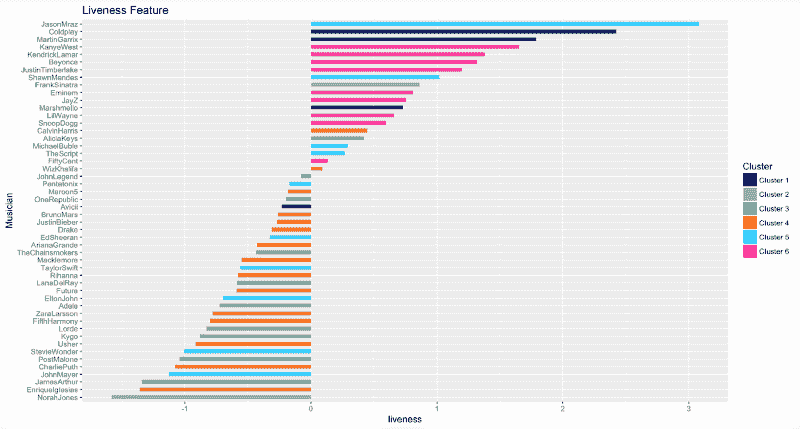 Liveness Feature
JasonMraz
Coldplay
MartinGarrix
KanyeWest
KendrickLamar
Beyonce
JustinTimberlake
ShawnMendes
FrankSinatra
Eminem
JayZ
Marshmello
LilWayne
SnoopDogg
CalvinHarris
AliciaKeys
MichaelBuble
TheScript
FiftyCent
WizKhalifa
JohnLegend
Pentatonix
Maroon5
OneRepublic
Avicii
BrunoMars
JustinBieber
Drake
EdSheeran
ArianaGrande
TheChainsmokers
Macklemore
TaylorSwift
Rihanna
LanaDelRay
Future
EltonJohn
Adele
ZaraLarsson
FifthHarmony
Lorde
Kygo
Usher
StevieWonder
PostMalone
CharliePuth
JohnMayer
JamesArthur
EnriqueIglesias
NorahJones
Musician
-1 0 1 2 3
liveness
Cluster
Cluster 1
Cluster 2
Cluster 3
Cluster 4
Cluster 5
Cluster 6